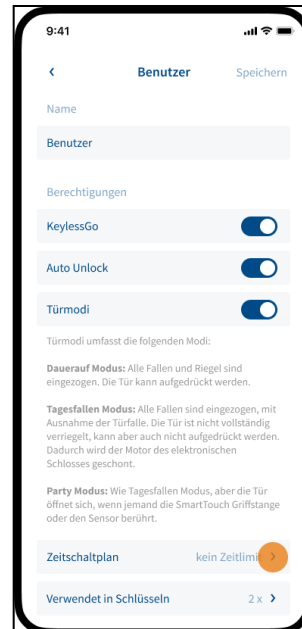 9:41
Benutzer Speichern
Name
Benutzer
Berechtigungen
KeylessGo
Auto Unlock
Türmodi
Türmodi umfasst die folgenden Modi:
Dauerauf Modus: Alle Fallen und Riegel sind
eingezogen. Die Tür kann aufgedrückt werden.
Tagesfallen Modus: Alle Fallen sind eingezogen, mit
Ausnahme der Türfalle. Die Tür ist nicht vollständig
verriegelt, kann aber auch nicht aufgedrückt werden.
Dadurch wird der Motor des elektronischen
Schlosses geschont.
Party Modus: Wie Tagesfallen Modus, aber die Tür
öffnet sich, wenn jemand die SmartTouch Griffstange
oder den Sensor berührt.
Zeitschaltplan kein Zeitlimit
Verwendet in Schlüsseln 2 x